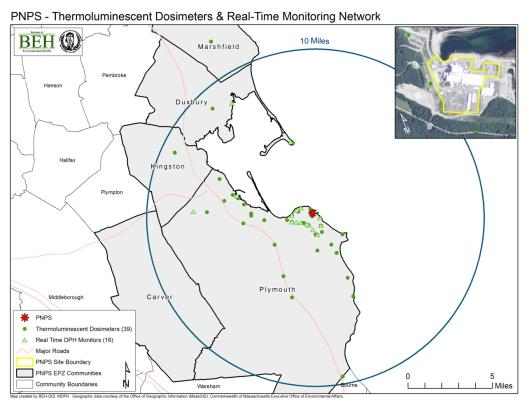 PNPS - Thermoluminescent Dosimeters & Real-Time Monitoring Network
BEH
10 Miles
Marshfield
Pembroke
Hanson
Duxbury
Halifax
Kingston
Plympton
Plymouth
Middleborough
Carver
Wareham
Bourne
N
PNPS
Thermoluminescent Dosimeters (39)
Real Time DPH Monitors (16)
Major Roads
PNPS Site Boundary
PNPS EPZ Communities
Community Boundaries
N
0 5
Miles
Map created by BEH-GIS, MDPH. Geographic data courtesy of the Office of Geographic Information (MassGIS), Commonwealth of Massachusetts Executive Office of Environmental Affairs.